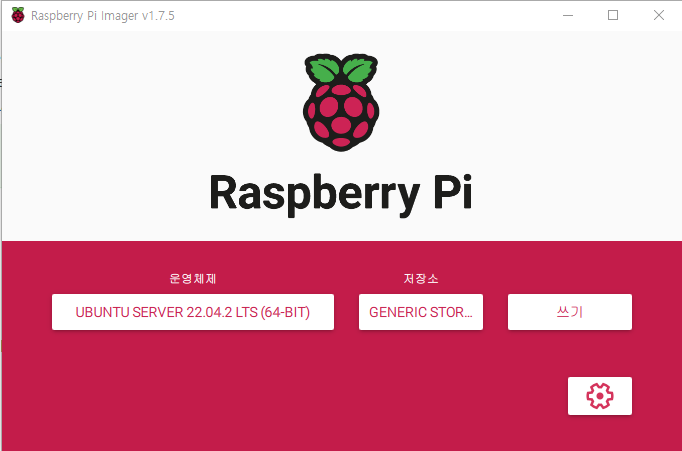 Raspberry Pi Imager v1.7.5
Raspberry Pi
운영체제
저장소
UBUNTU SERVER 22.04.2 LTS (64-BIT)
GENERIC STOR...
쓰기